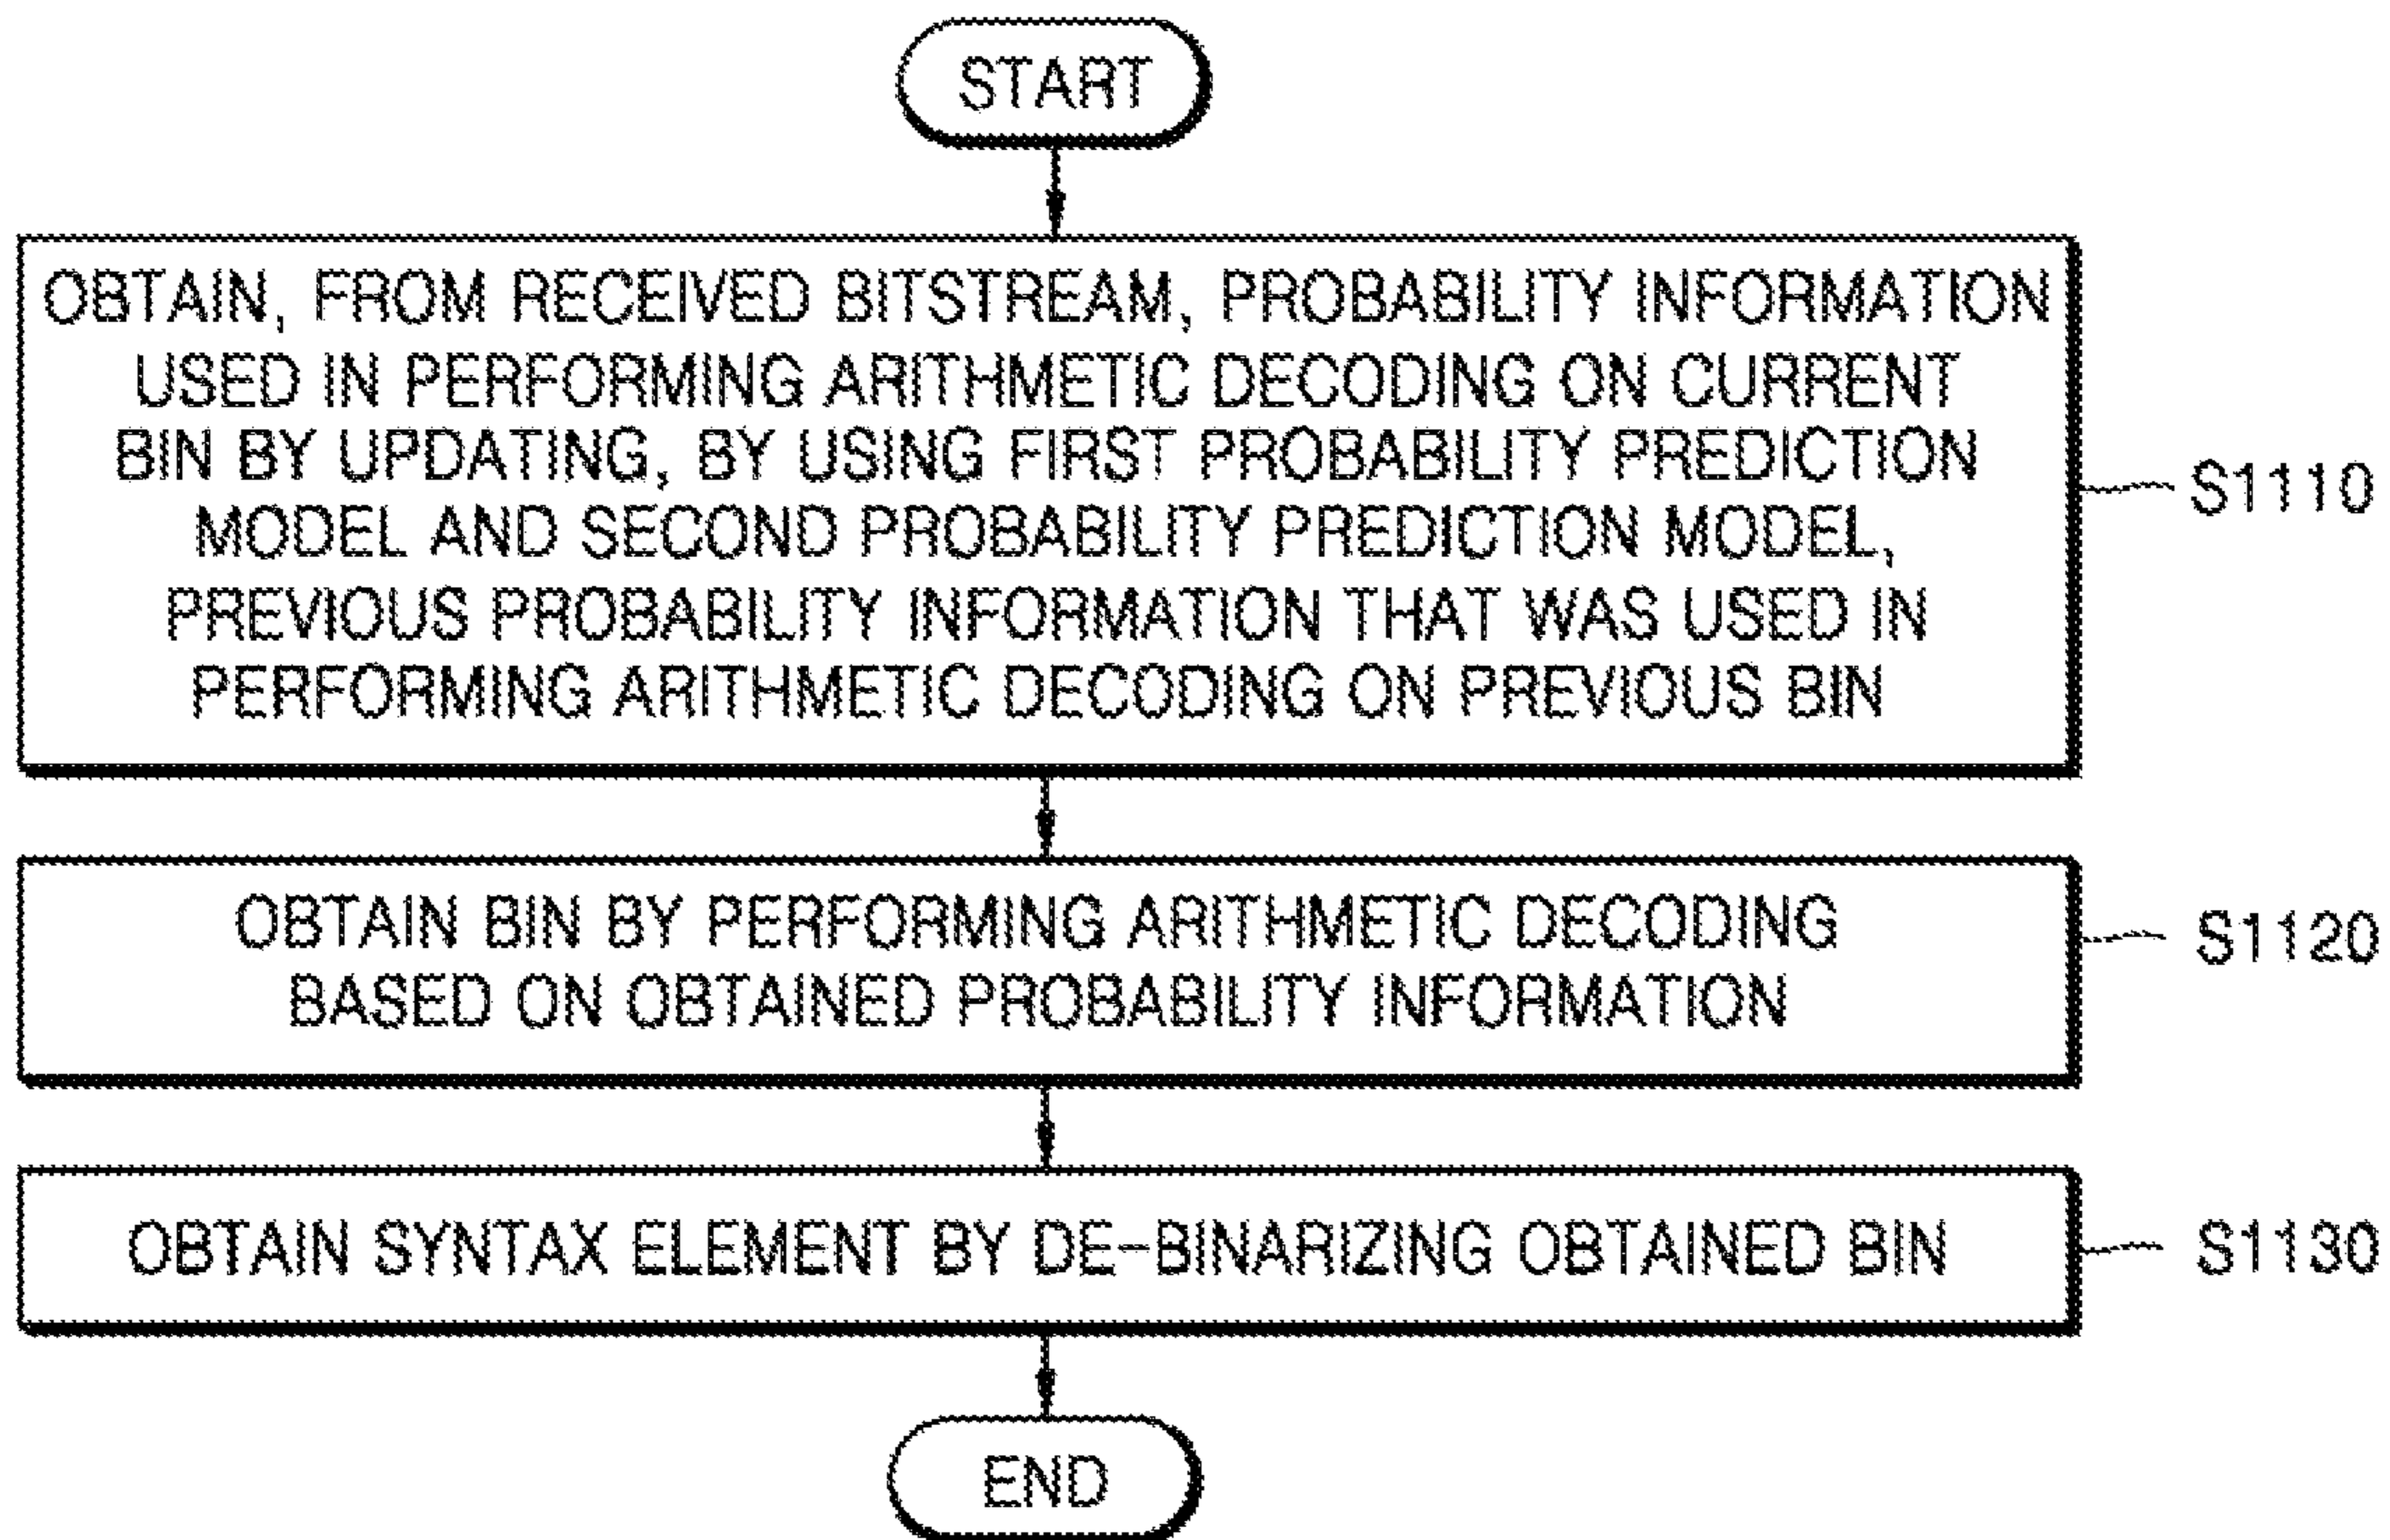 START
OBTAIN, FROM RECEIVED BITSTREAM, PROBABILITY INFORMATION
USED IN PERFORMING ARITHMETIC DECODING ON CURRENT
BIN BY UPDATING, BY USING FIRST PROBABILITY PREDICTION
MODEL AND SECOND PROBABILITY PREDICTION MODEL,
PREVIOUS PROBABILITY INFORMATION THAT WAS USED IN
PERFORMING ARITHMETIC DECODING ON PREVIOUS BIN
S1110
OBTAIN BIN BY PERFORMING ARITHMETIC DECODING
BASED ON OBTAINED PROBABILITY INFORMATION
S1120
OBTAIN SYNTAX ELEMENT BY DE-BINARIZING OBTAINED BIN
S1130
END